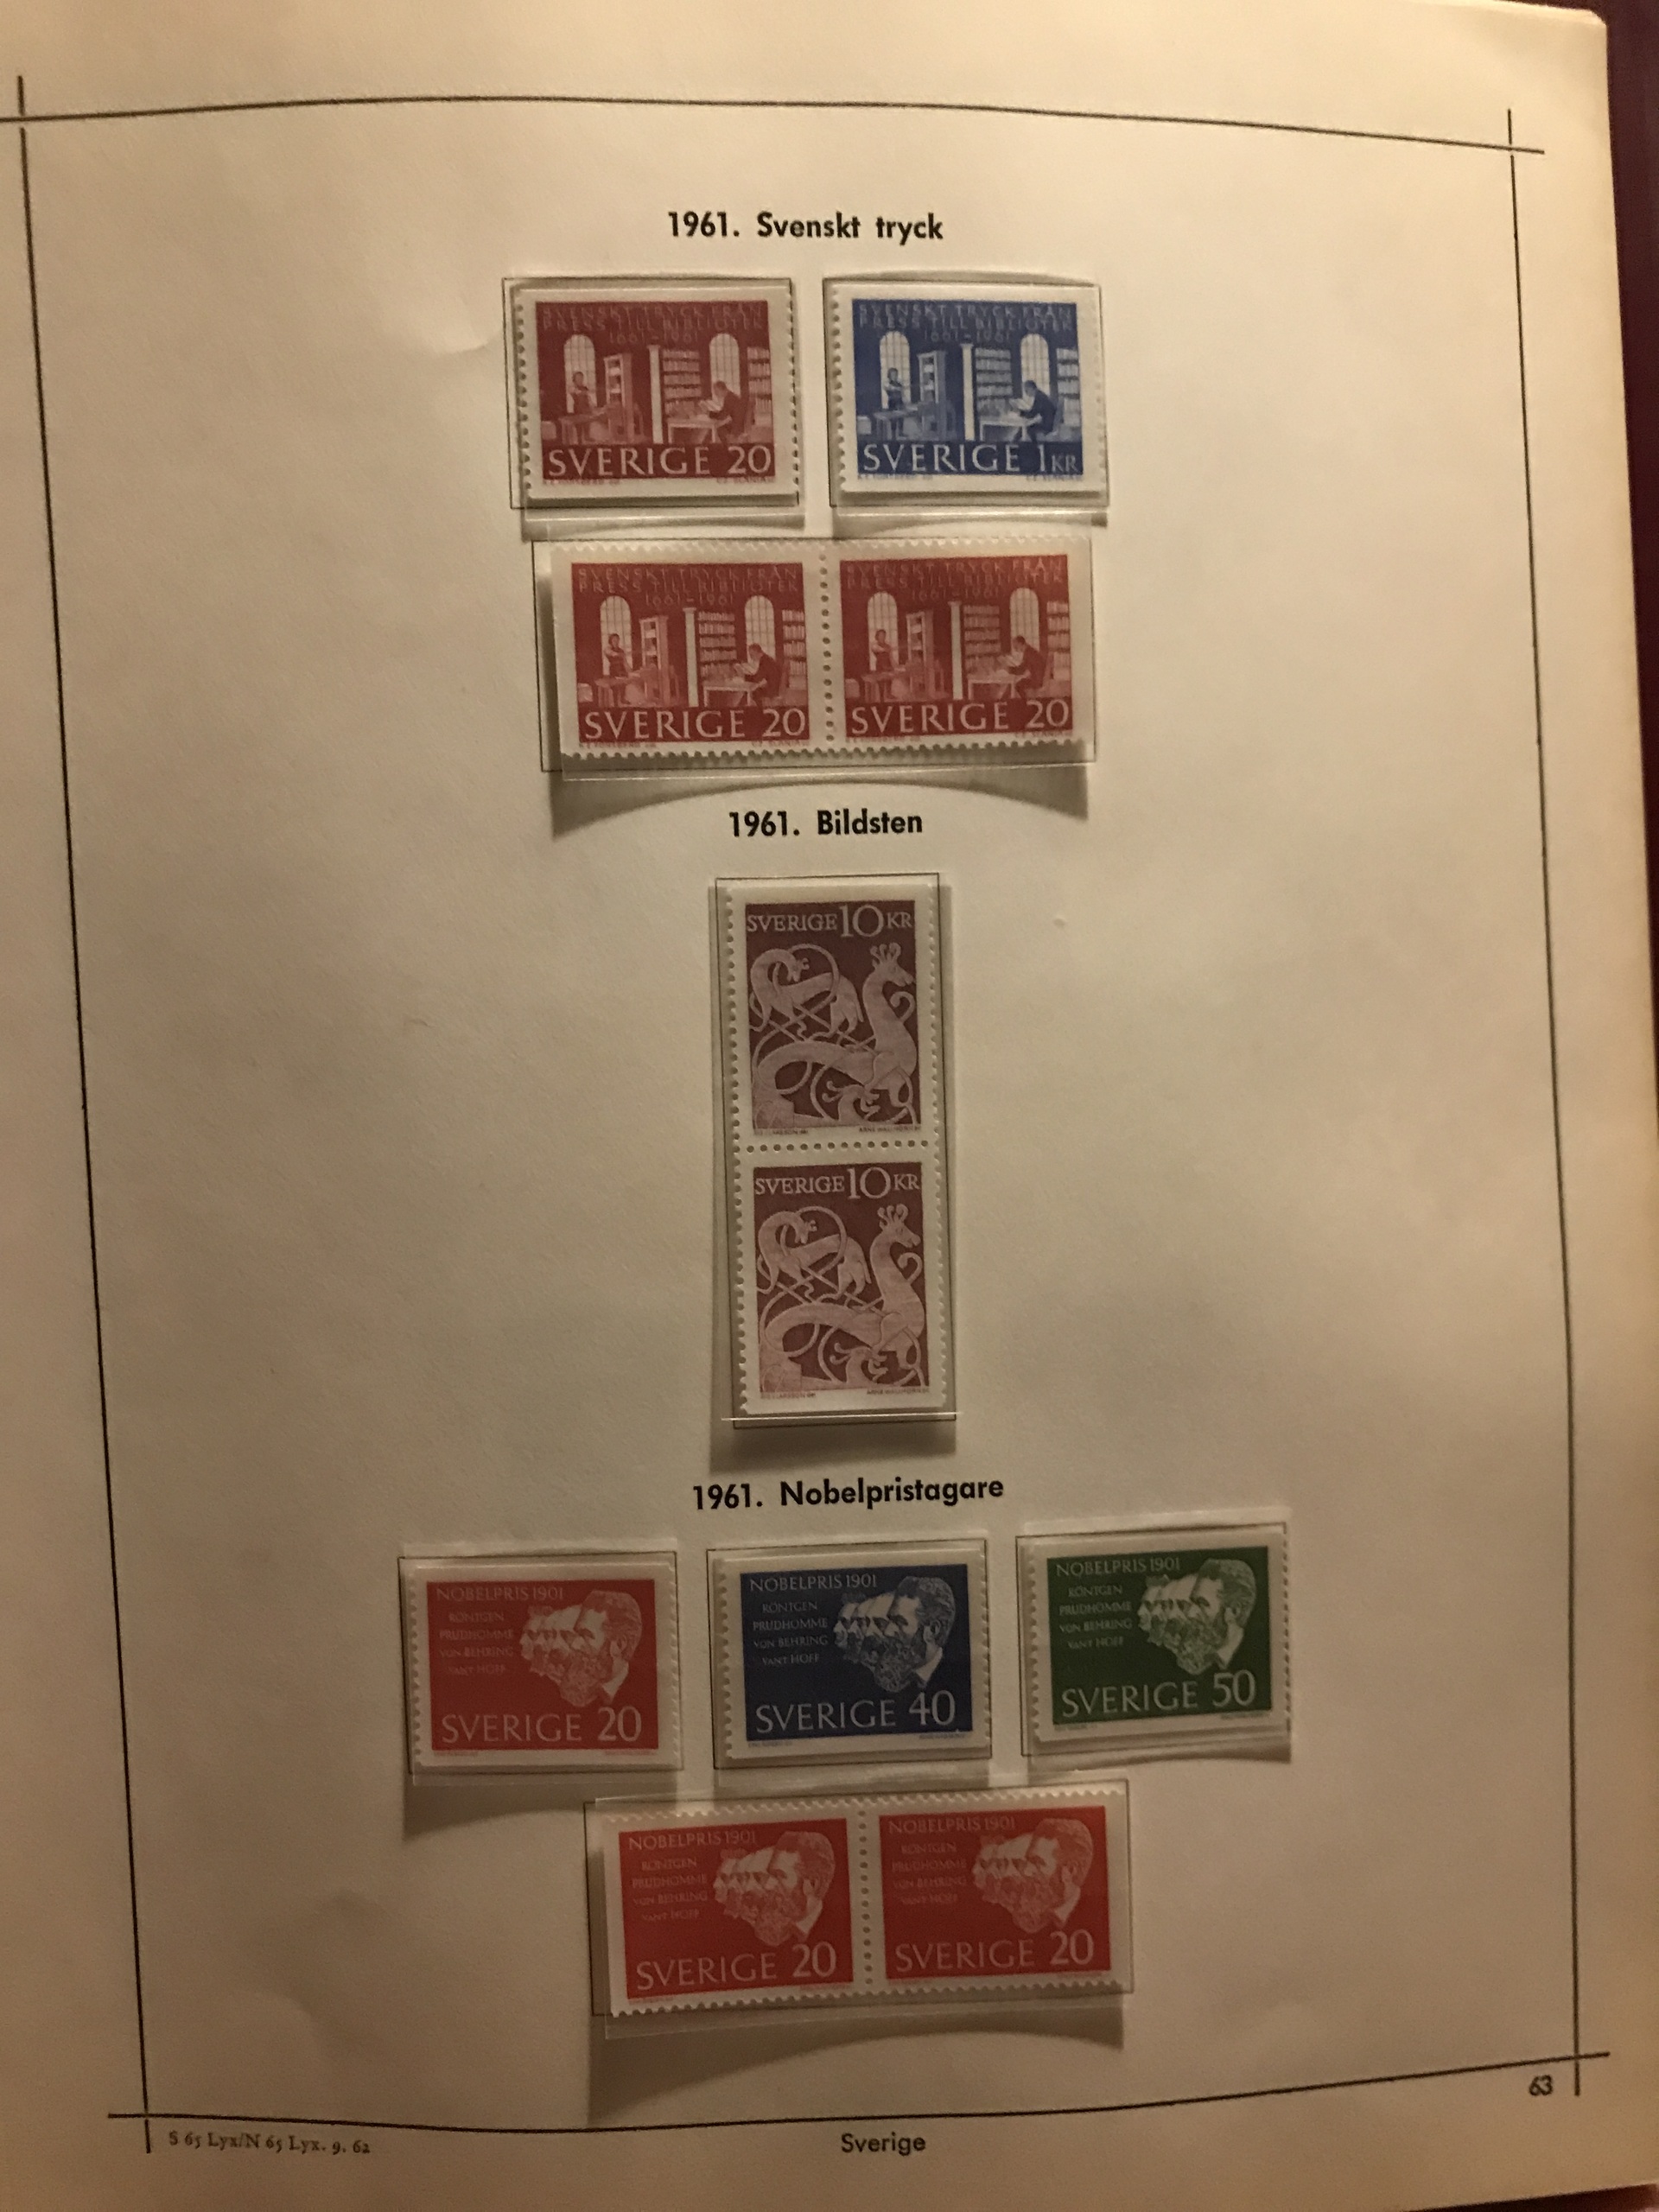 1961. Svenskt tryck
SVENSKT TRYCK FRÅN
PRESS TILL BIBLIOTEK
1661–1961
SVERIGE 20
SVENSKT TRYCK FRÅN
PRESS TILL BIBLIOTEK
1661–1961
SVERIGE 1 KR
SVENSKT TRYCK FRÅN
PRESS TILL BIBLIOTEK
1661–1961
SVERIGE 20
SVENSKT TRYCK FRÅN
PRESS TILL BIBLIOTEK
1661–1961
SVERIGE 20
1961. Bildsten
SVERIGE 10 KR
SVERIGE 10 KR
1961. Nobelpristagare
NOBELPRIS 1901
RÖNTGEN
PRUDHOMME
VON BEHRING
VANT HOFF
SVERIGE 20
NOBELPRIS 1901
RÖNTGEN
PRUDHOMME
VON BEHRING
VANT HOFF
SVERIGE 40
NOBELPRIS 1901
RÖNTGEN
PRUDHOMME
VON BEHRING
VANT HOFF
SVERIGE 50
NOBELPRIS 1901
RÖNTGEN
PRUDHOMME
VON BEHRING
VANT HOFF
SVERIGE 20
NOBELPRIS 1901
RÖNTGEN
PRUDHOMME
VON BEHRING
VANT HOFF
SVERIGE 20
63
S 65 Lyx/N 65 Lyx. 9. 62
Sverige